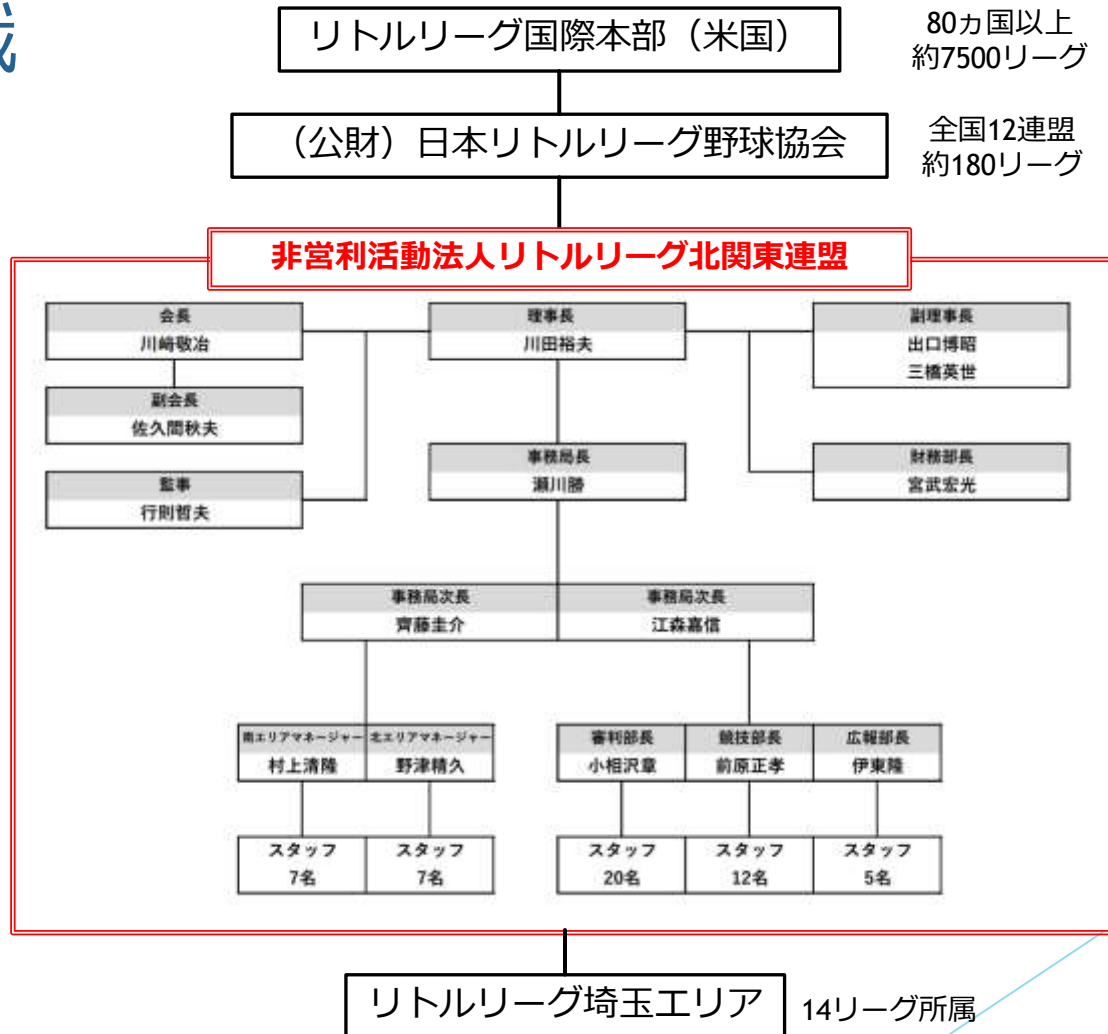 リトルリーグ国際本部（米国）
80ヵ国以上
約7500リーグ
（公財）日本リトルリーグ野球協会
全国12連盟
約180リーグ
非営利活動法人リトルリーグ北関東連盟
会長
川﨑敬治
理事長
川田裕夫
副理事長
出口博昭
三橋英世
副会長
佐久間秋夫
監事
行則哲夫
事務局長
瀬川勝
財務部長
宮武宏光
事務局次長
齊藤圭介
事務局次長
江森嘉信
南エリアマネージャー
村上清隆
北エリアマネージャー
野津精久
審判部長
小相沢章
競技部長
前原正孝
広報部長
伊東隆
スタッフ
7名
スタッフ
7名
スタッフ
20名
スタッフ
12名
スタッフ
5名
リトルリーグ埼玉エリア
14リーグ所属